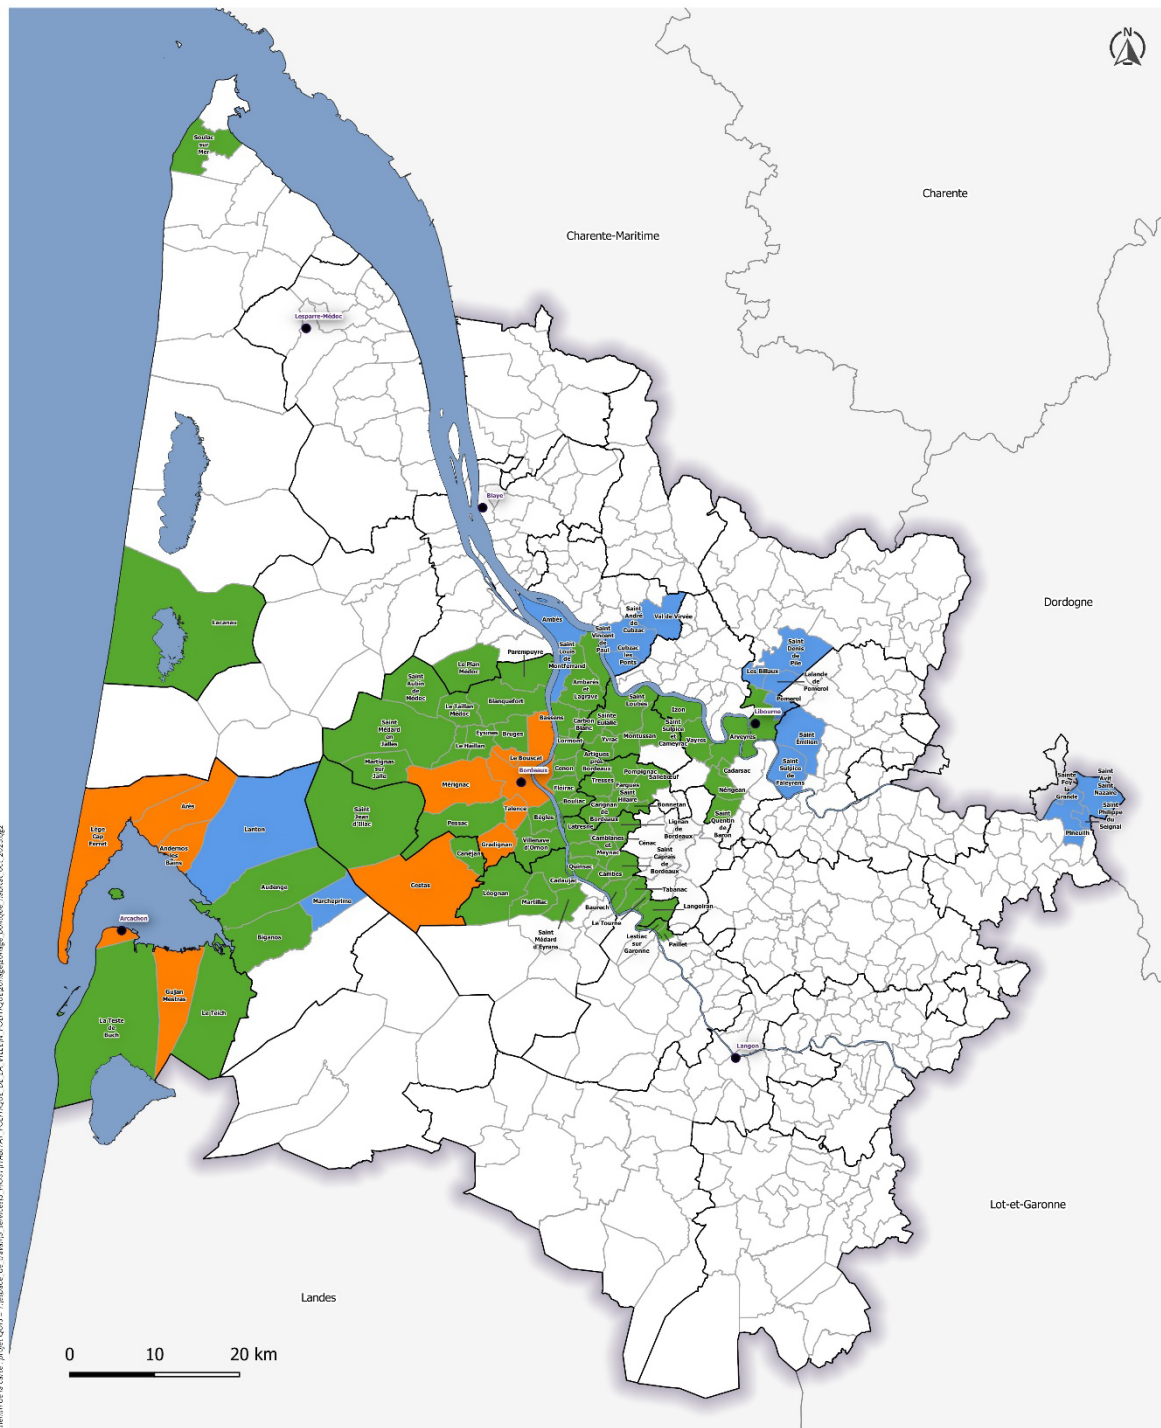 N
Charente
Charente-Maritime
Soulac
sur
Mer
Lesparre-Médoc
Blaye
Dordogne
Lacanau
Ambès
Saint
André
de
Cubzac
Val de Virvée
Saint
Vincent
de
Paul
Cubzac
les
Ponts
Saint
Louis
de
Montferrand
Saint
Denis
de
Pile
Les Billaux
Lalande
de
Pomerol
Pomerol
Parempuyre
Le Pian
Médoc
Saint
Aubin
de
Médoc
Blanquefort
Ambarès
et
Lagrave
Saint
Loubès
Izon
Libourne
Le Taillan
Médoc
Saint
Médard
en
Jalles
Eysines
Bruges
Bassens
Carbon
Blanc
Sainte
Eulalie
Saint
Sulpice
et
Cameyrac
Vayres
Arveyres
Saint
Emilion
Le Haillan
Lormont
Yvrac
Montussan
Martignas
sur
Jalle
Le Bouscat
Artigues
près
Bordeaux
Cadarsac
Saint
Sulpice
de
Faleyrens
Bordeaux
Cenon
Pompignac
Sallebœuf
Tresses
Mérignac
Floirac
Fargues
Saint
Hilaire
Nérigean
Sainte
Foy
la
Grande
Saint
Avit
Saint
Nazaire
Saint
Philippe
du
Seignal
Pineuilh
Arès
Lège
Cap
Ferret
Andernos
les
Bains
Lanton
Saint
Jean
d'Illac
Pessac
Talence
Bègles
Bouliac
Carignan
de
Bordeaux
Bonnetan
Lignan
de
Bordeaux
Saint
Quentin
de
Baron
Latresne
Villenave
d'Ornon
Gradignan
Canéjan
Camblanes
et
Meynac
Cénac
Saint
Caprais
de
Bordeaux
Audenge
Marcheprime
Cestas
Léognan
Cadaujac
Quinsac
Cambes
Martillac
Tabanac
Baurech
Langoiran
Le Tourne
Saint
Médard
d'Eyrans
Lestiac
sur
Garonne
Paillet
Arcachon
Biganos
Gujan
Mestras
La Teste
de
Buch
Le Teich
Langon
Lot-et-Garonne
Landes
0 10 20 km